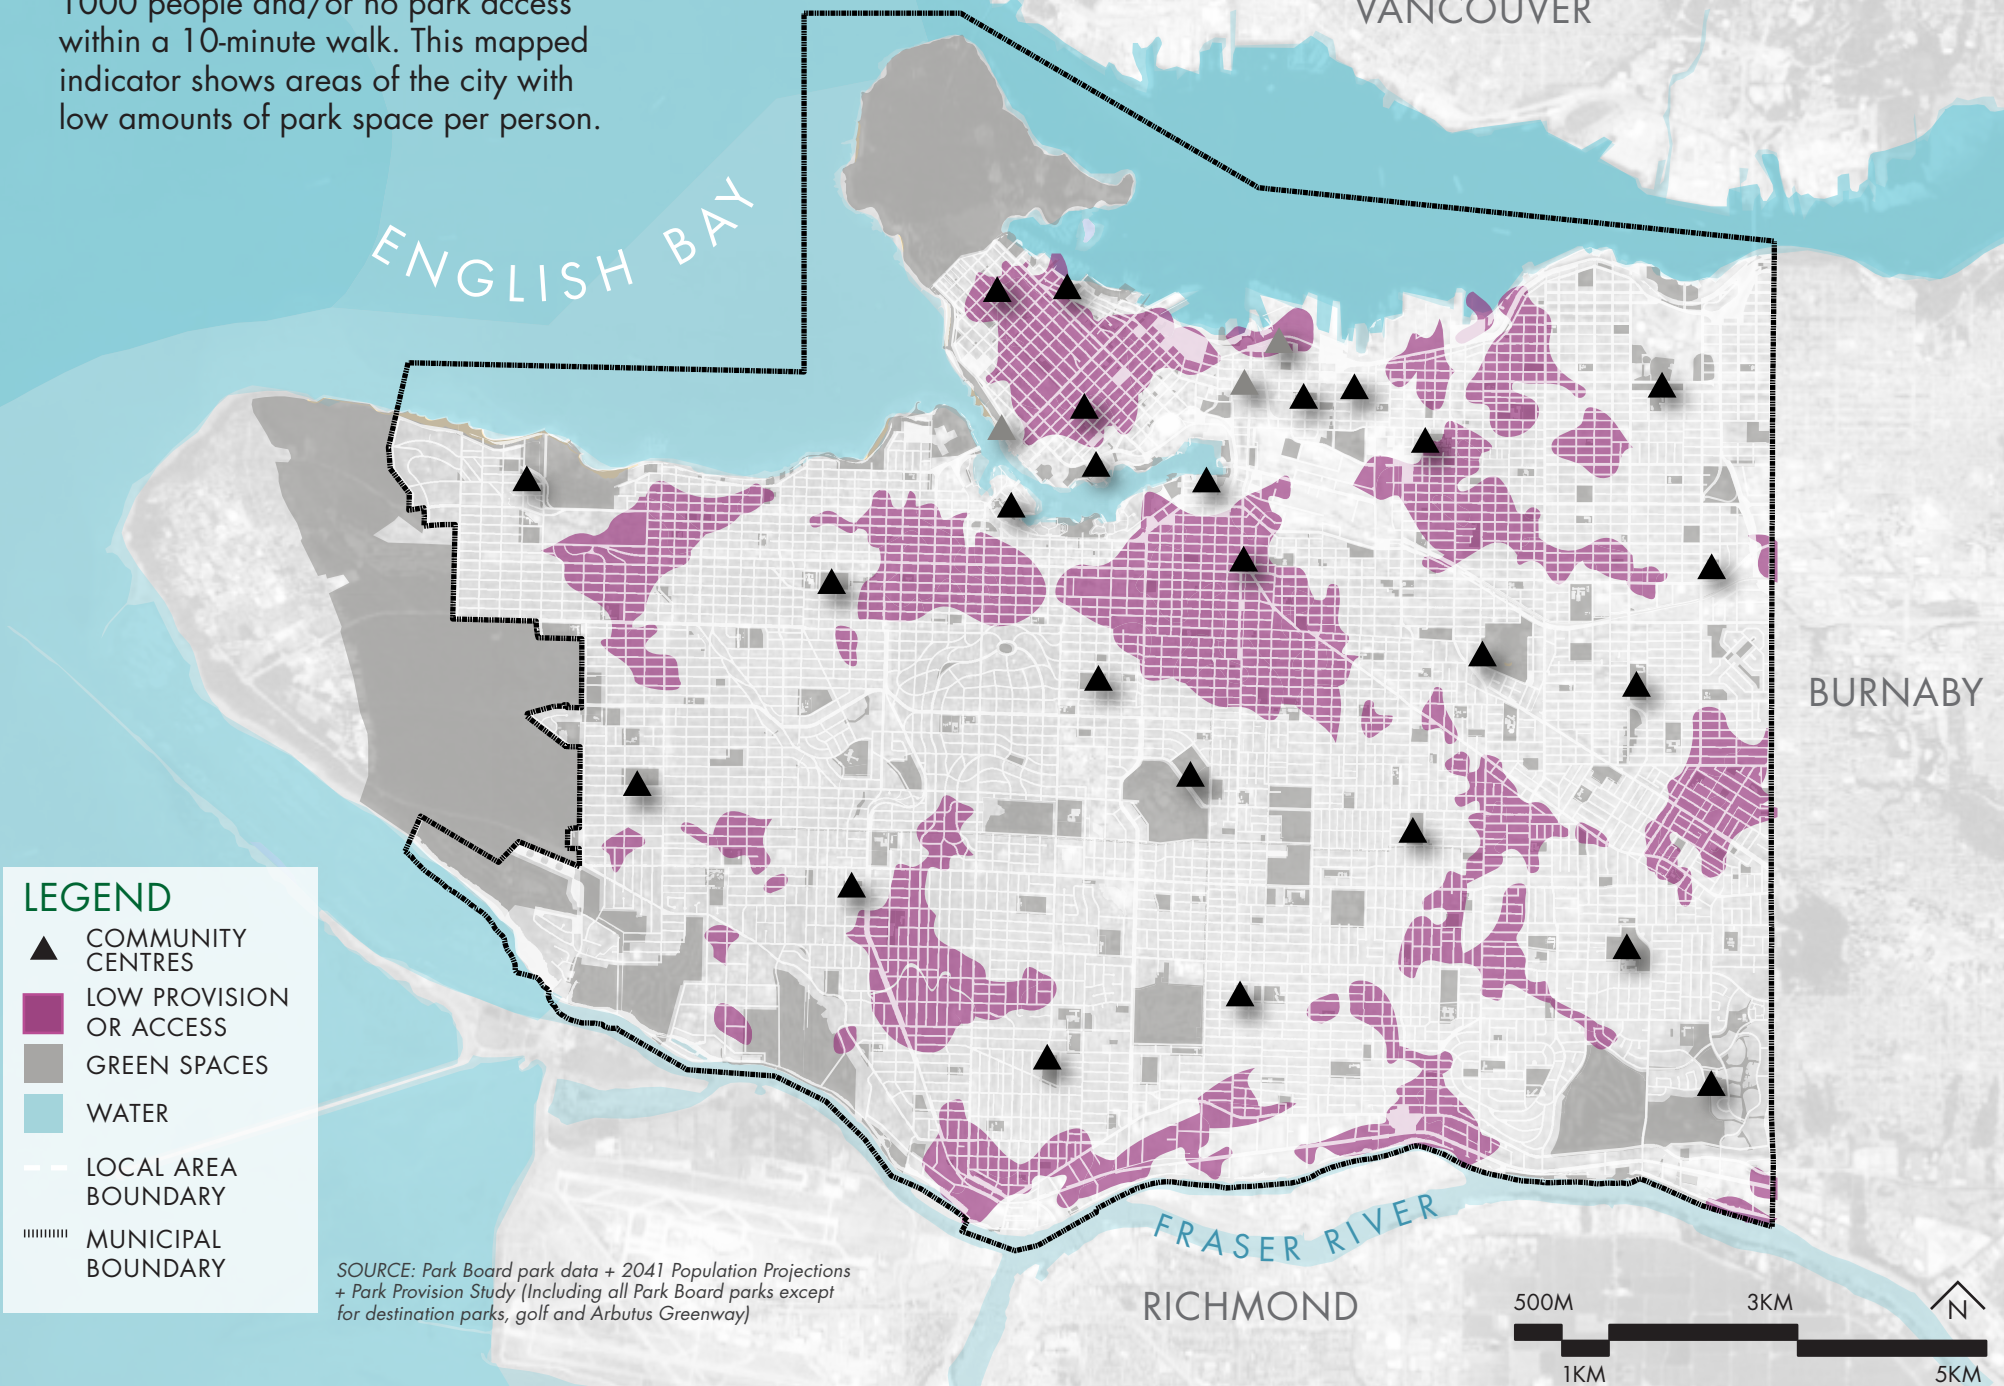 1000 people and/or no park access
within a 10-minute walk. This mapped
indicator shows areas of the city with
low amounts of park space per person.
VANCOUVER
ENGLISH BAY
BURNABY
LEGEND
COMMUNITY
CENTRES
LOW PROVISION
OR ACCESS
GREEN SPACES
WATER
LOCAL AREA
BOUNDARY
MUNICIPAL
BOUNDARY
FRASER RIVER
SOURCE: Park Board park data + 2041 Population Projections
+ Park Provision Study (Including all Park Board parks except
for destination parks, golf and Arbutus Greenway)
RICHMOND
500M
3KM
N
1KM
5KM